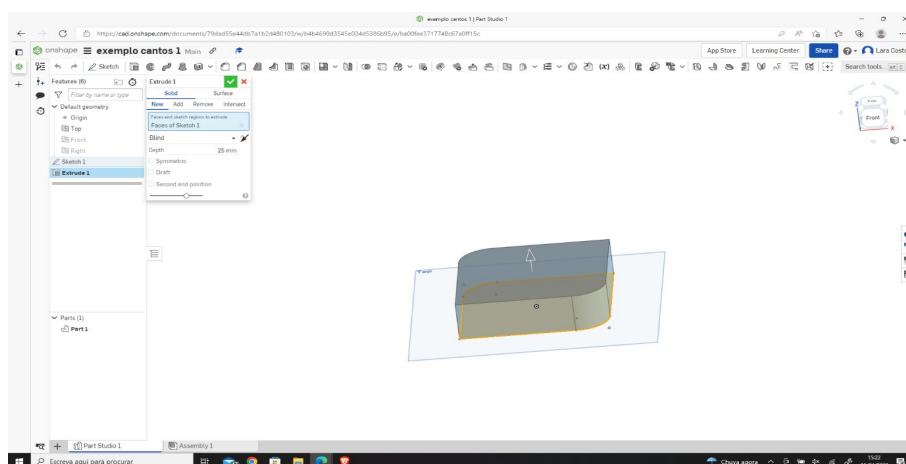 exemplo cantos 1 | Part Studio 1
https://cad.onshape.com/documents/79dad55e44db7a1b2d480103/w/b4b4690d3545e024d5386b95/e/ba00fee3717748c67a0ff15c
onshape exemplo cantos 1 Main
App Store Learning Center Share Lara Costa
Sketch
Search tools...
Features (6)
Filter by name or type
Default geometry
Origin
Top
Front
Right
Sketch 1
Extrude 1
Extrude 1
Solid Surface
New Add Remove Intersect
Faces and sketch regions to extrude
Faces of Sketch 1
Blind
Depth 25 mm
Symmetric
Draft
Second end position
Z
Front
X
Parts (1)
Part 1
Part Studio 1 Assembly 1
Escreva aqui para procurar
Chuva agora
15:22